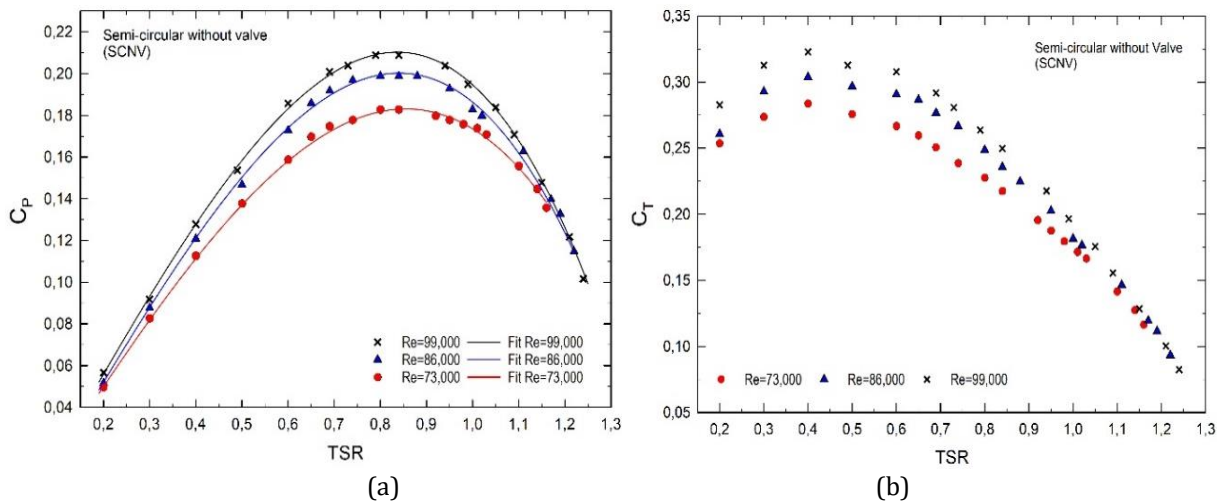 Semi-circular without valve
(SCNV)
0,22
0,20
0,18
0,16
0,14
0,12
0,10
0,08
0,06
0,04
C_P
Re=99,000 Fit Re=99,000
Re=86,000 Fit Re=86,000
Re=73,000 Fit Re=73,000
0,2 0,3 0,4 0,5 0,6 0,7 0,8 0,9 1,0 1,1 1,2 1,3
TSR
(a)
Semi-circular without Valve
(SCNV)
0,35
0,30
0,25
0,20
0,15
0,10
0,05
C_T
Re=73,000 Re=86,000 Re=99,000
0,2 0,3 0,4 0,5 0,6 0,7 0,8 0,9 1,0 1,1 1,2 1,3
TSR
(b)